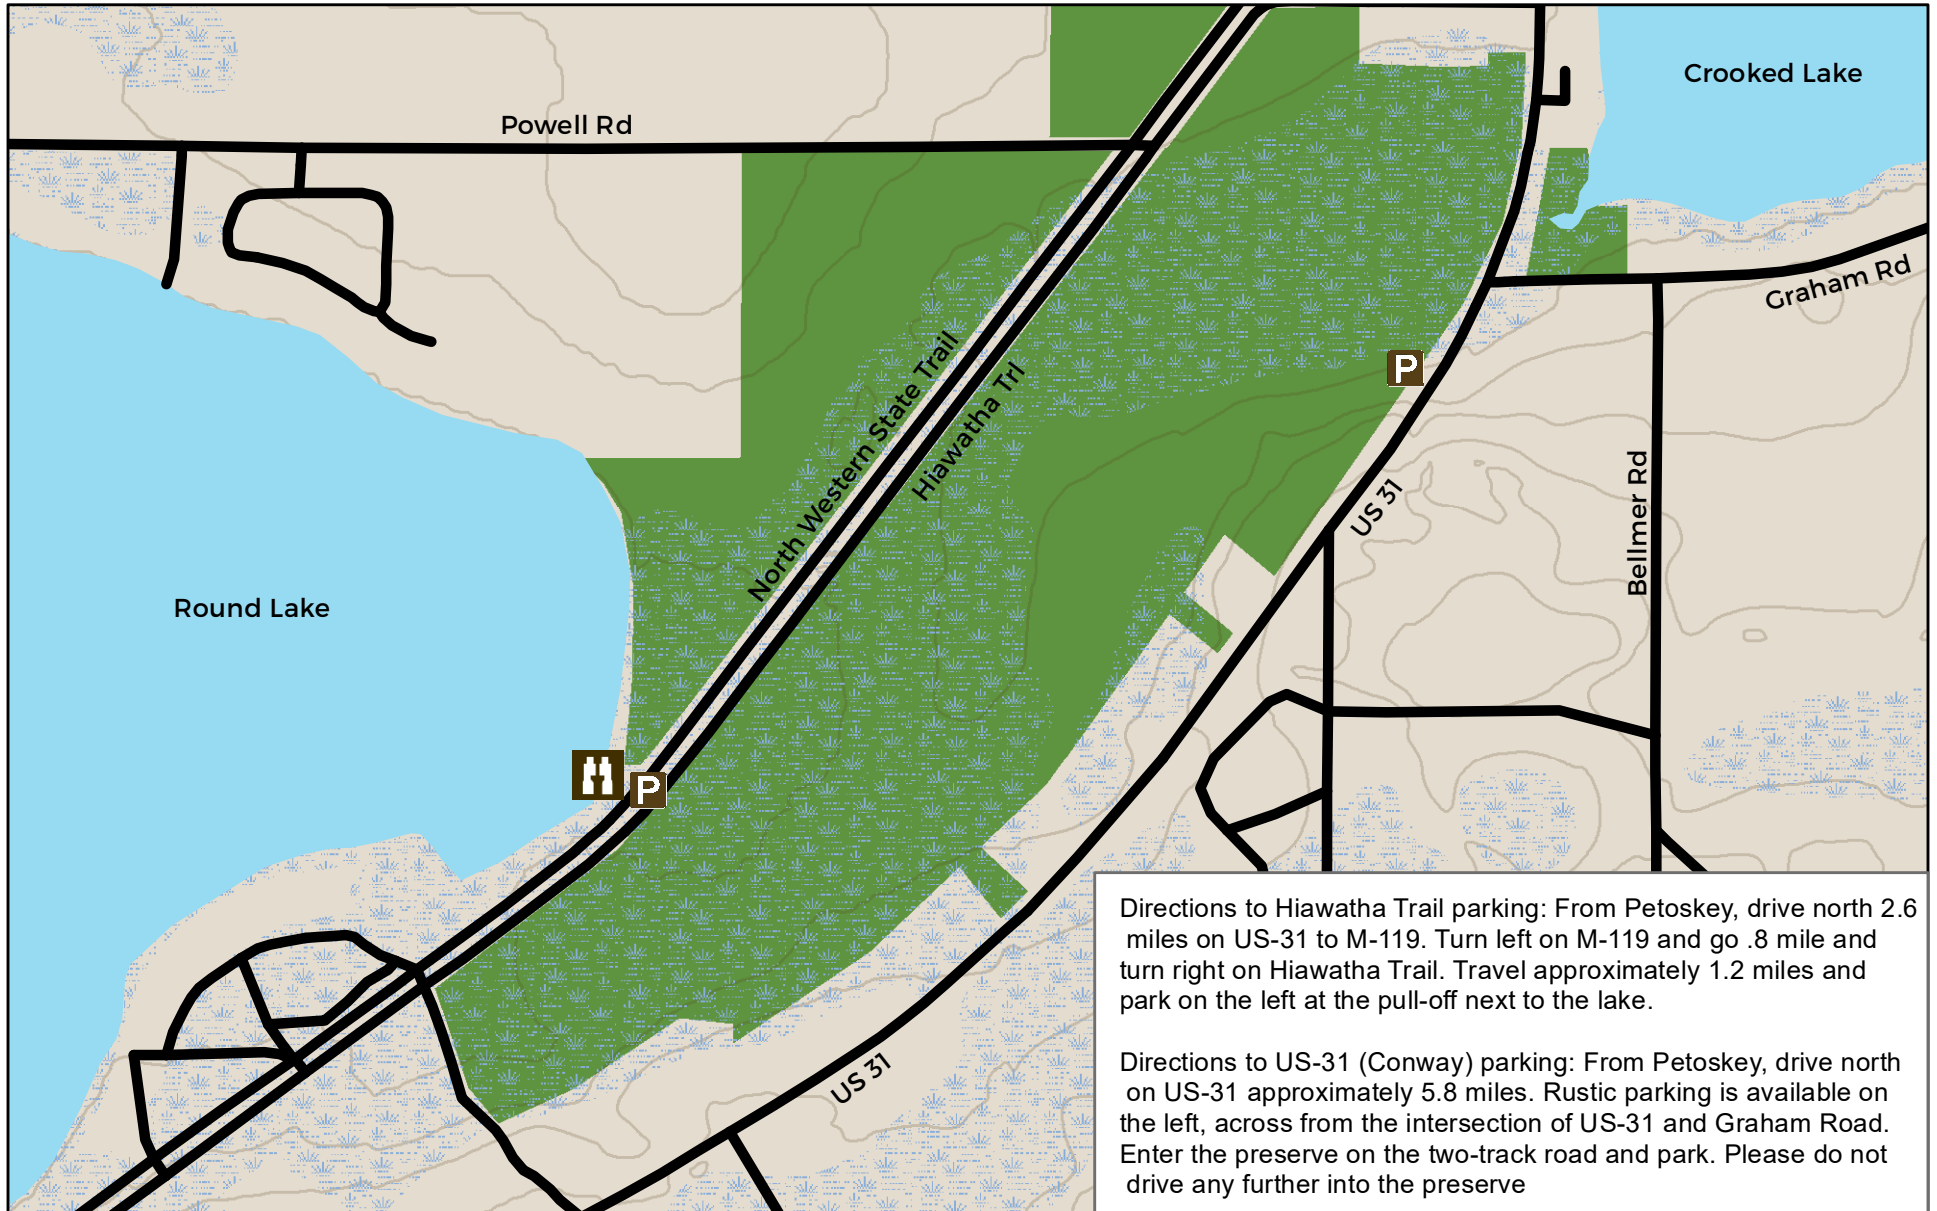 Crooked Lake
Powell Rd
Graham Rd
North Western State Trail
Hiawatha Trl
P
US 31
Bellmer Rd
Round Lake
P
US 31
Directions to Hiawatha Trail parking: From Petoskey, drive north 2.6
miles on US-31 to M-119. Turn left on M-119 and go .8 mile and
turn right on Hiawatha Trail. Travel approximately 1.2 miles and
park on the left at the pull-off next to the lake.
Directions to US-31 (Conway) parking: From Petoskey, drive north
on US-31 approximately 5.8 miles. Rustic parking is available on
the left, across from the intersection of US-31 and Graham Road.
Enter the preserve on the two-track road and park. Please do not
drive any further into the preserve